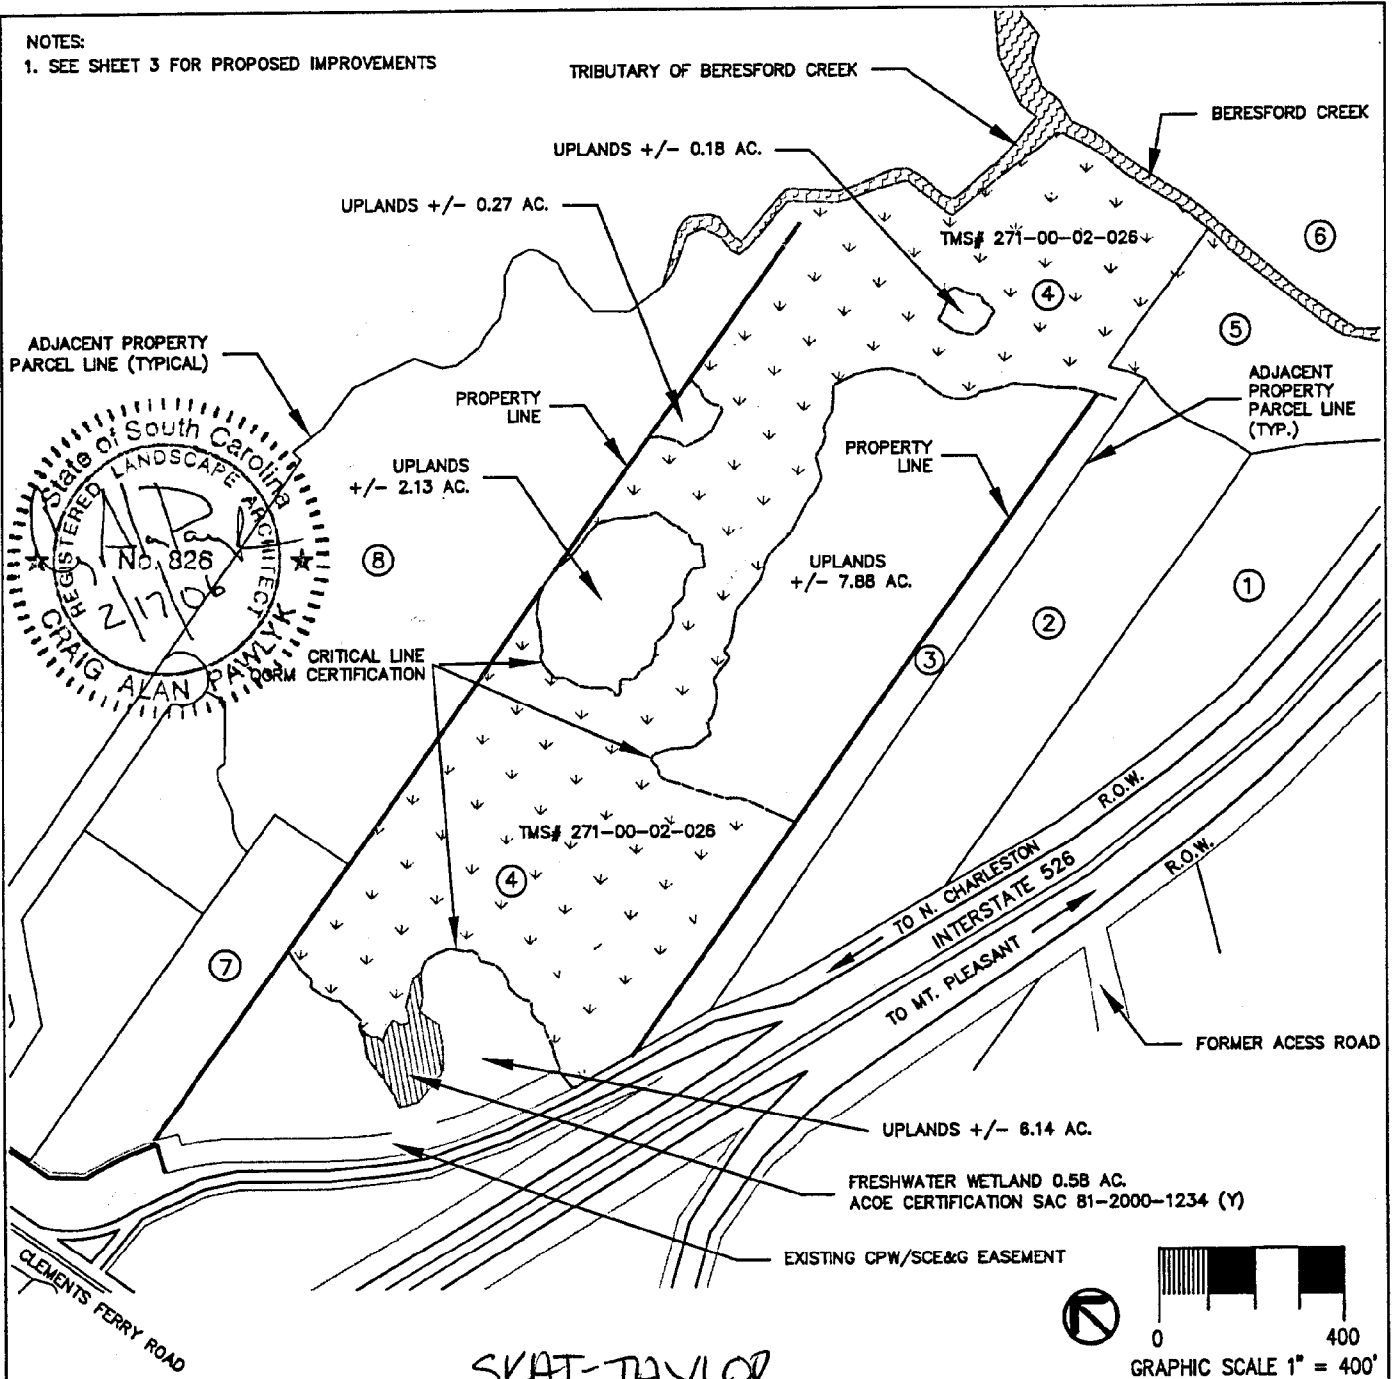 NOTES:
1. SEE SHEET 3 FOR PROPOSED IMPROVEMENTS
TRIBUTARY OF BERESFORD CREEK
BERESFORD CREEK
UPLANDS +/- 0.18 AC.
UPLANDS +/- 0.27 AC.
TMS# 271-00-02-026
6
4
5
ADJACENT PROPERTY
PARCEL LINE (TYPICAL)
ADJACENT
PROPERTY
PARCEL LINE
(TYP.)
PROPERTY
LINE
PROPERTY
LINE
UPLANDS
+/- 2.13 AC.
State of South Carolina
REGISTERED LANDSCAPE ARCHITECT
No. 826
2/17/06
CRAIG ALAN PAWLYK
8
UPLANDS
+/- 7.88 AC.
1
2
3
CRITICAL LINE
OCRM CERTIFICATION
TMS# 271-00-02-026
4
7
R.O.W.
TO N. CHARLESTON
INTERSTATE 526
TO MT. PLEASANT
R.O.W.
FORMER ACESS ROAD
UPLANDS +/- 6.14 AC.
FRESHWATER WETLAND 0.58 AC.
ACOE CERTIFICATION SAC 81-2000-1234 (Y)
EXISTING CPW/SCE&G EASEMENT
CLEMENTS FERRY ROAD
0 400
GRAPHIC SCALE 1" = 400'